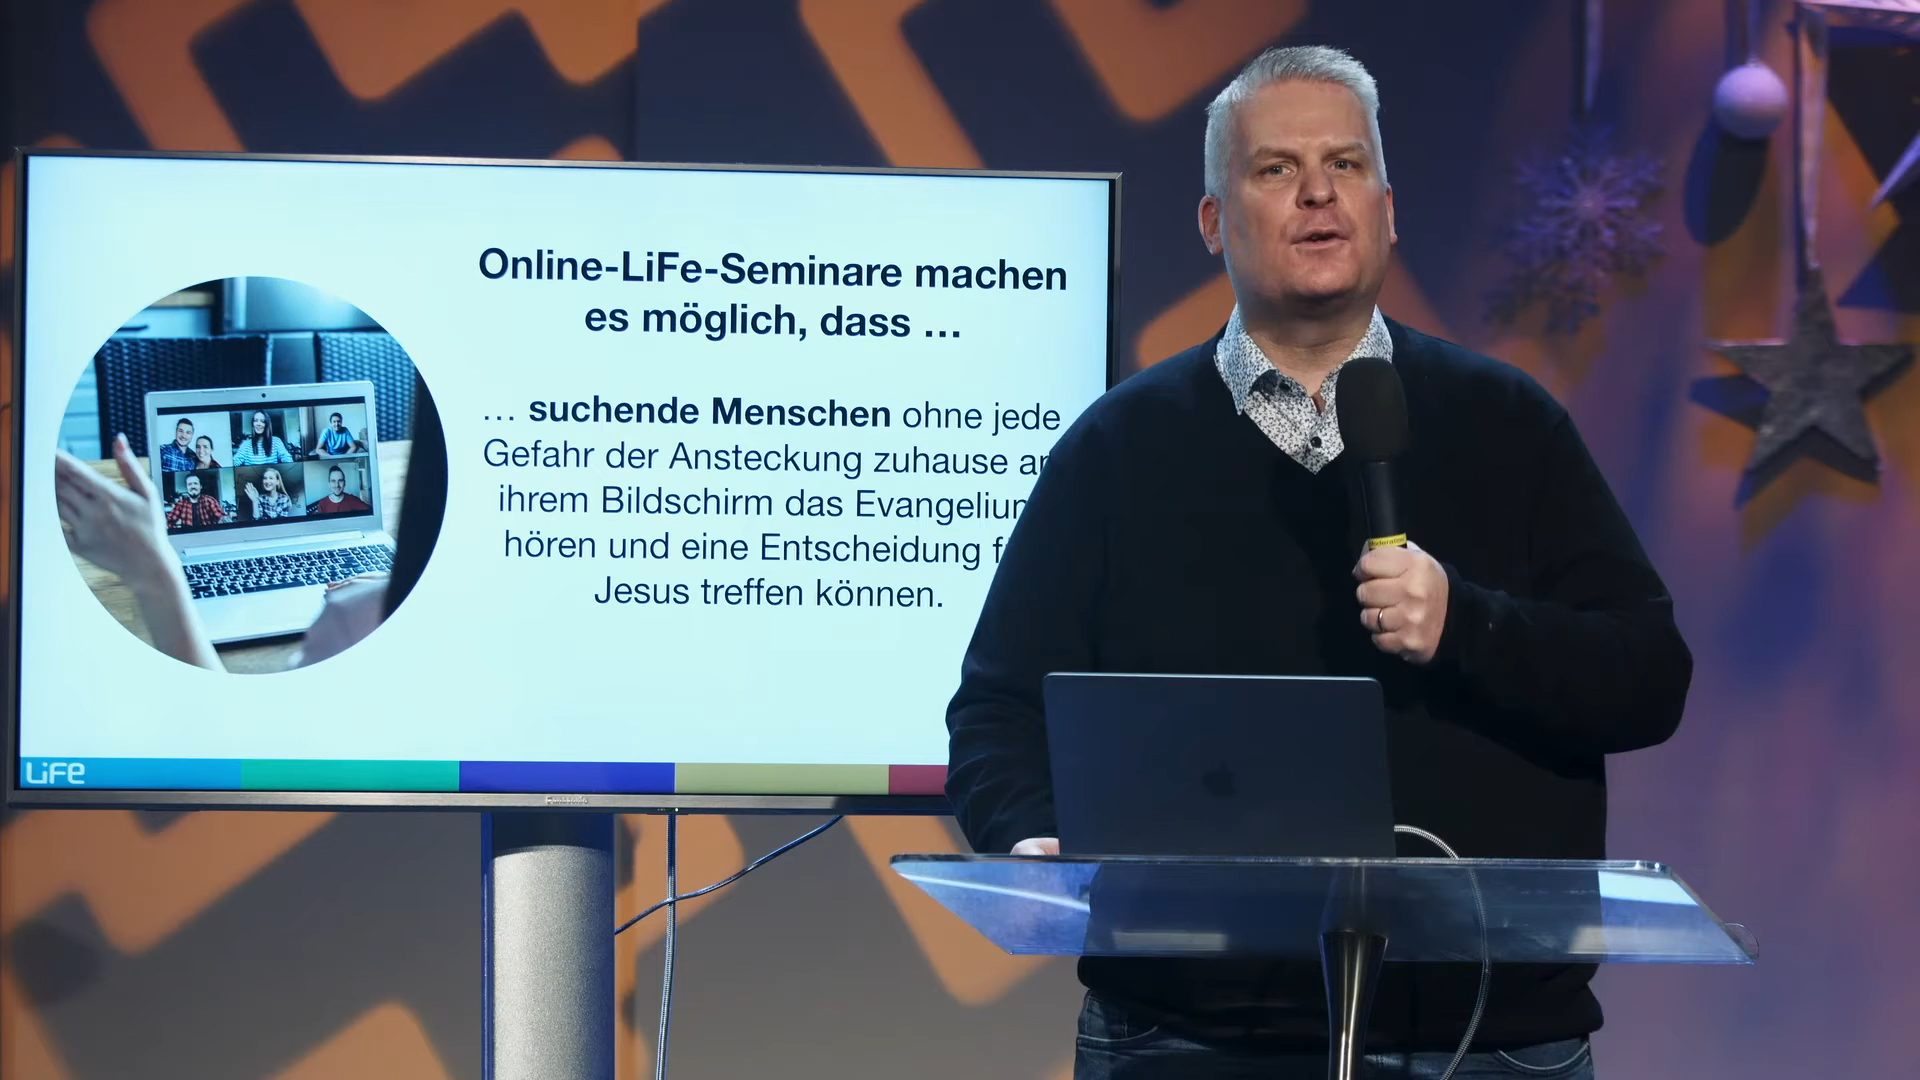 Online-LiFe-Seminare machen
es möglich, dass …
… suchende Menschen ohne jede
Gefahr der Ansteckung zuhause
ihrem Bildschirm das
hören und eine Entscheidung
Jesus treffen können.
LiFe